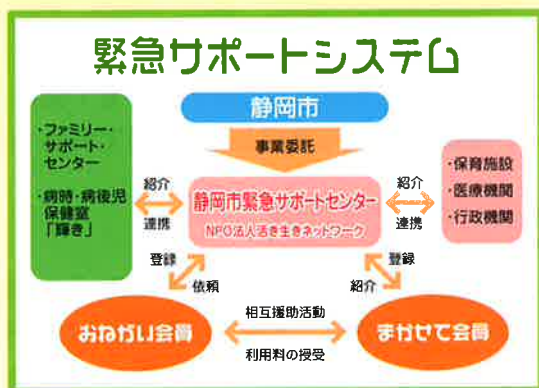 緊急サポートシステム
静岡市
事業委託
・ファミリー・
サポート・
センター
・病時・病後児
保健室
「輝き」
紹介
連携
静岡市緊急サポートセンター
NPO法人活き生きネットワーク
紹介
連携
・保育施設
・医療機関
・行政機関
登録
依頼
登録
紹介
おねがい会員
相互援助活動
利用料の授受
まかせて会員